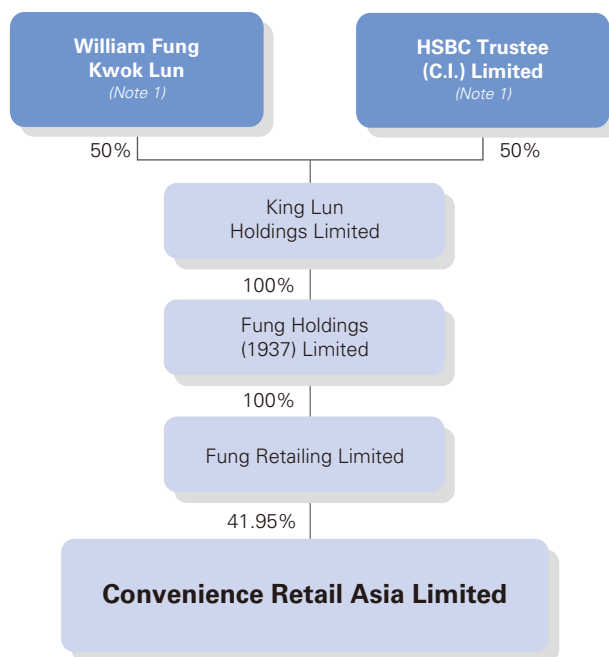 William Fung
Kwok Lun
(Note 1)
HSBC Trustee
(C.I.) Limited
(Note 1)
50%
50%
King Lun
Holdings Limited
100%
Fung Holdings
(1937) Limited
100%
Fung Retailing Limited
41.95%
Convenience Retail Asia Limited